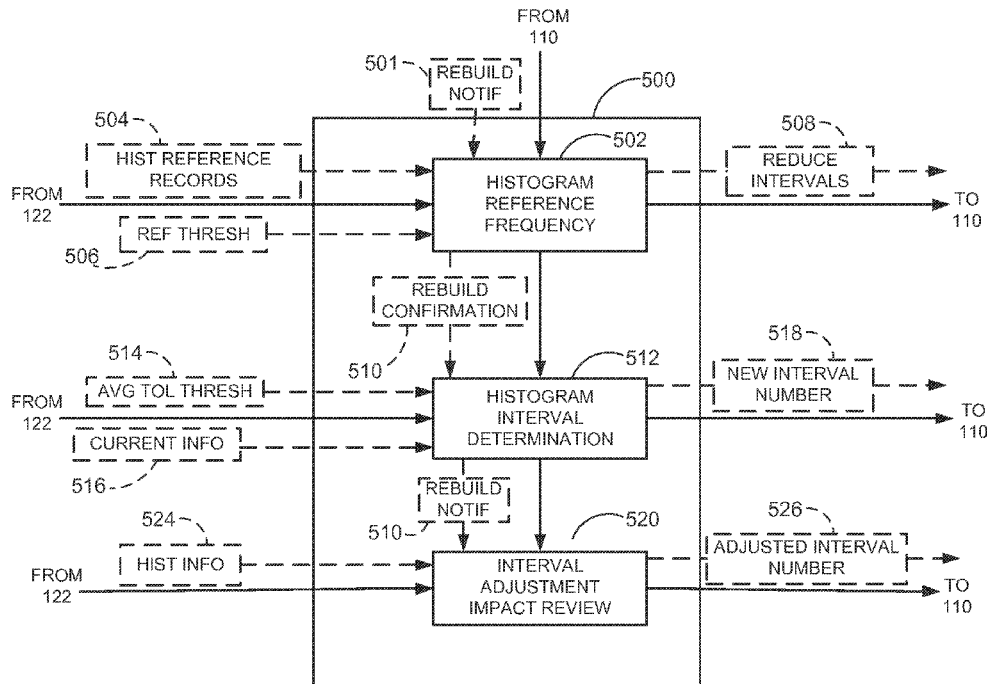 FROM
110
501
REBUILD
NOTIF
500
504
502
508
HIST REFERENCE
RECORDS
HISTOGRAM
REFERENCE
FREQUENCY
REDUCE
INTERVALS
FROM
122
TO
110
REF THRESH
506
REBUILD
CONFIRMATION
510
514
512
518
AVG TOL THRESH
HISTOGRAM
INTERVAL
DETERMINATION
NEW INTERVAL
NUMBER
FROM
122
TO
110
CURRENT INFO
516
REBUILD
NOTIF
510
524
520
526
HIST INFO
INTERVAL
ADJUSTMENT
IMPACT REVIEW
ADJUSTED INTERVAL
NUMBER
FROM
122
TO
110